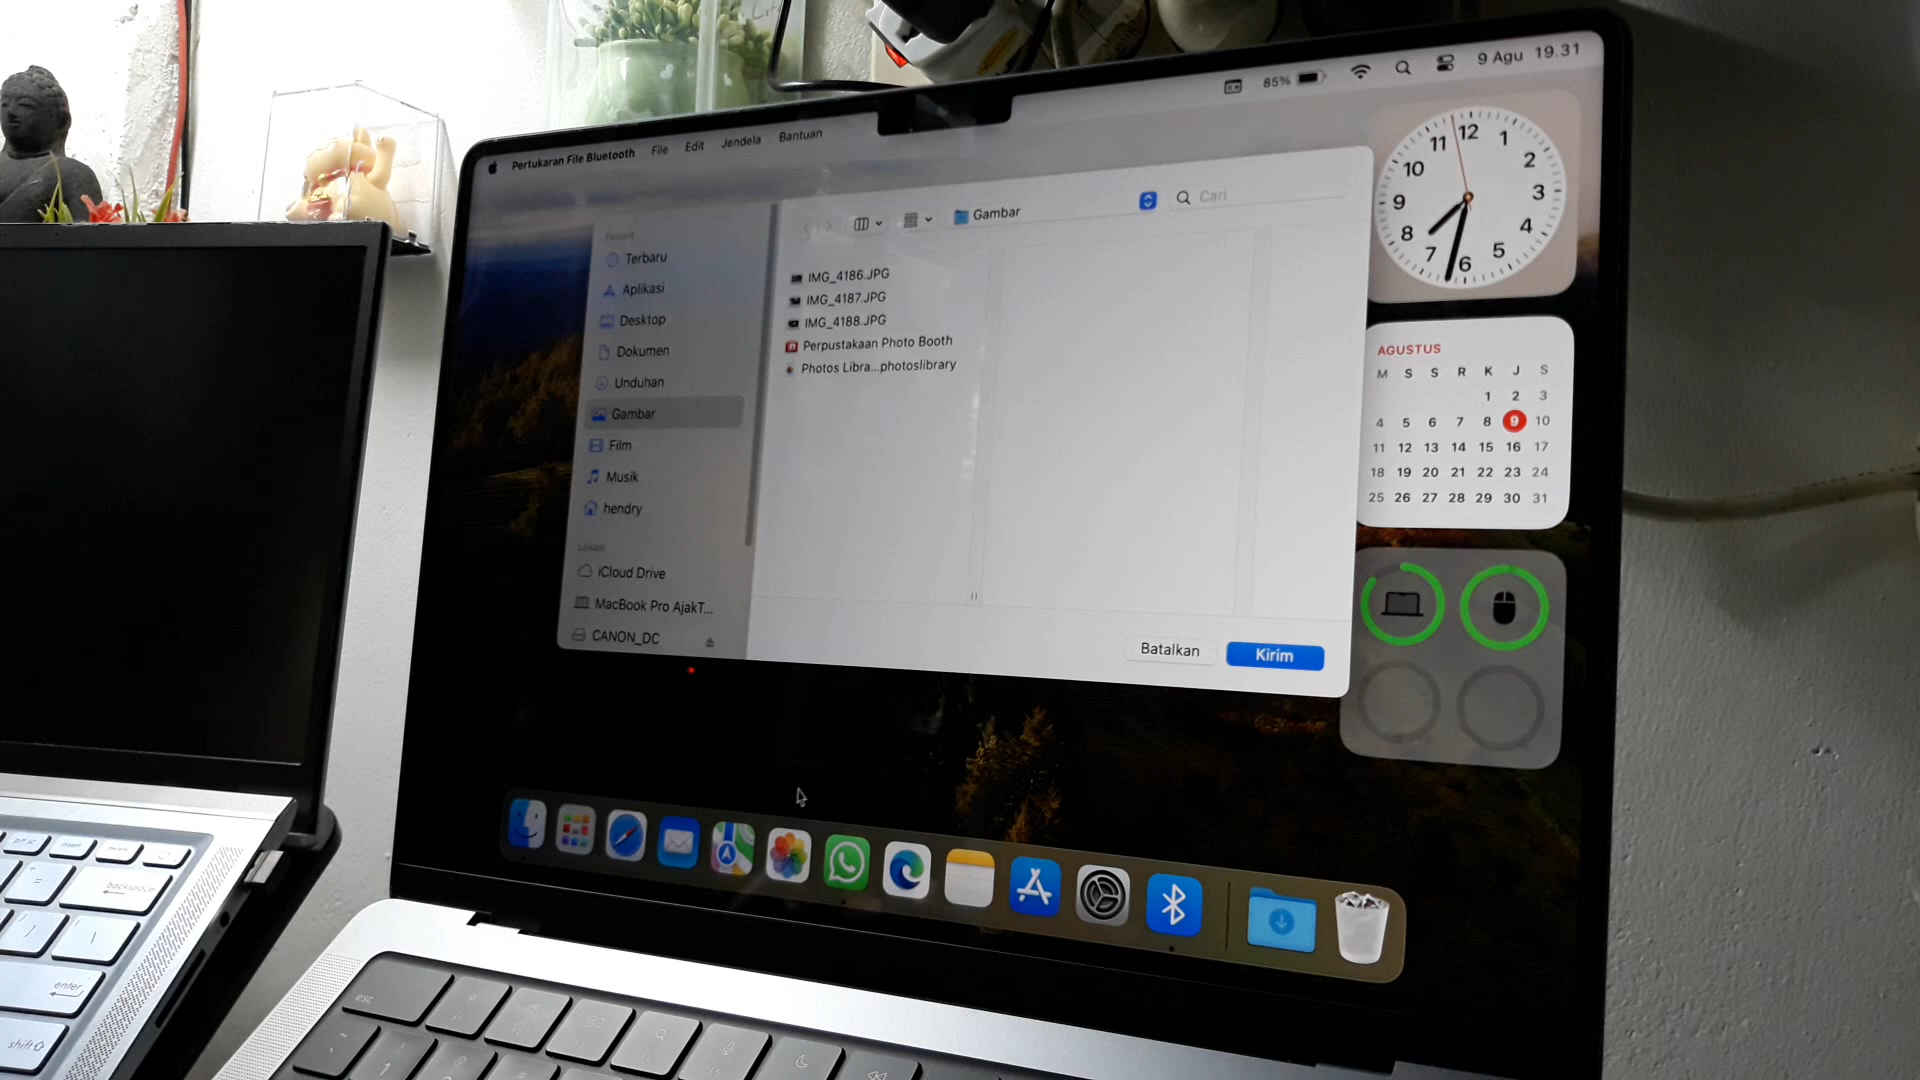 Pertukaran File Bluetooth File Edit Jendela Bantuan
85% 9 Agu 19.31
Favorit
Terbaru
Aplikasi
Desktop
Dokumen
Unduhan
Gambar
Film
Musik
hendry
Lokasi
iCloud Drive
MacBook Pro AjakT...
CANON_DC
Gambar
Cari
IMG_4186.JPG
IMG_4187.JPG
IMG_4188.JPG
Perpustakaan Photo Booth
Photos Libra...photoslibrary
Batalkan Kirim
12
1
2
3
4
5
6
7
8
9
10
11
AGUSTUS
M S S R K J S
1 2 3
4 5 6 7 8 9 10
11 12 13 14 15 16 17
18 19 20 21 22 23 24
25 26 27 28 29 30 31
backspace
enter
shift
esc